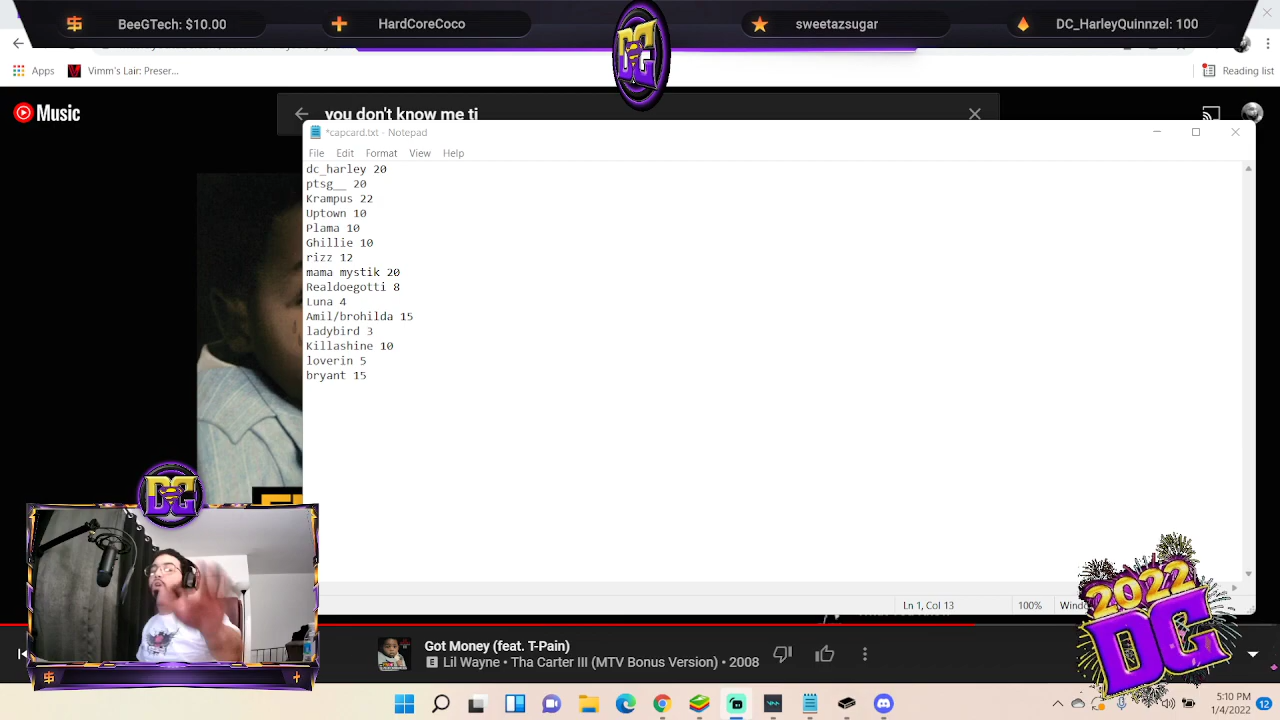 BeeGTech: $10.00
HardCoreCoco
sweetazsugar
DC_HarleyQuinnzel: 100
DG
Apps
Vimm's Lair: Preser...
Reading list
Music
you don't know me ti
*capcard.txt - Notepad
File Edit Format View Help
dc_harley 20
ptsg__ 20
Krampus 22
Uptown 10
Plama 10
Ghillie 10
rizz 12
mama mystik 20
Realdoegotti 8
Luna 4
Amil/brohilda 15
ladybird 3
Killashine 10
loverin 5
bryant 15
Ln 1, Col 13
100%
DG
2022
DG
Got Money (feat. T-Pain)
E Lil Wayne • Tha Carter III (MTV Bonus Version) • 2008
5:10 PM
1/4/2022
12